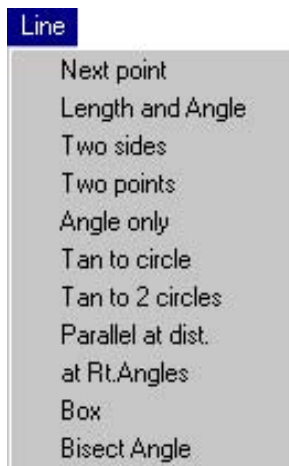 Line
Next point
Length and Angle
Two sides
Two points
Angle only
Tan to circle
Tan to 2 circles
Parallel at dist.
at Rt.Angles
Box
Bisect Angle